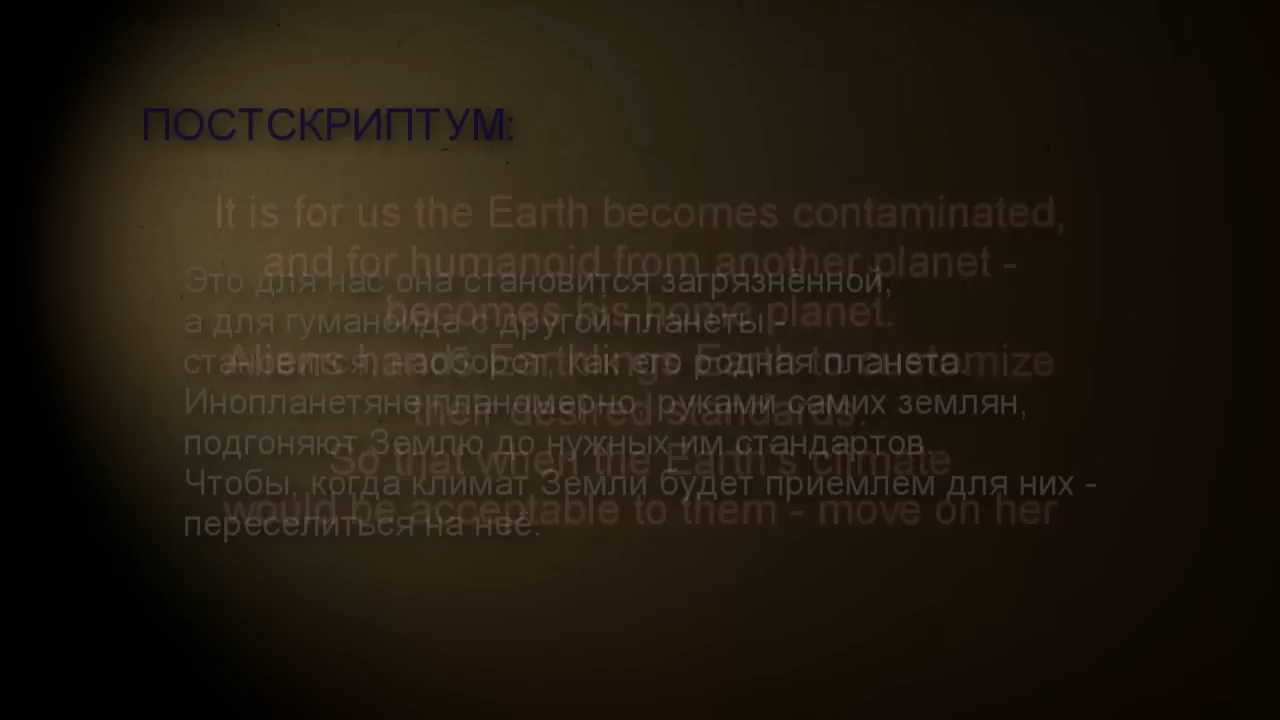 ПОСТСКРИПТУМ:
It is for us the Earth becomes contaminated,
and for humanoid from another planet -
becomes his home planet.
Aliens hands Earthlings Earth to customize
their desired standards.
So that when the Earth's climate
would be acceptable to them - move on her
Это для нас она становится загрязнённой,
а для гуманоида с другой планеты -
становится, наоборот, как его родная планета.
Инопланетяне планомерно, руками самих землян,
подгоняют Землю до нужных им стандартов.
Чтобы, когда климат Земли будет приемлем для них -
переселиться на неё.